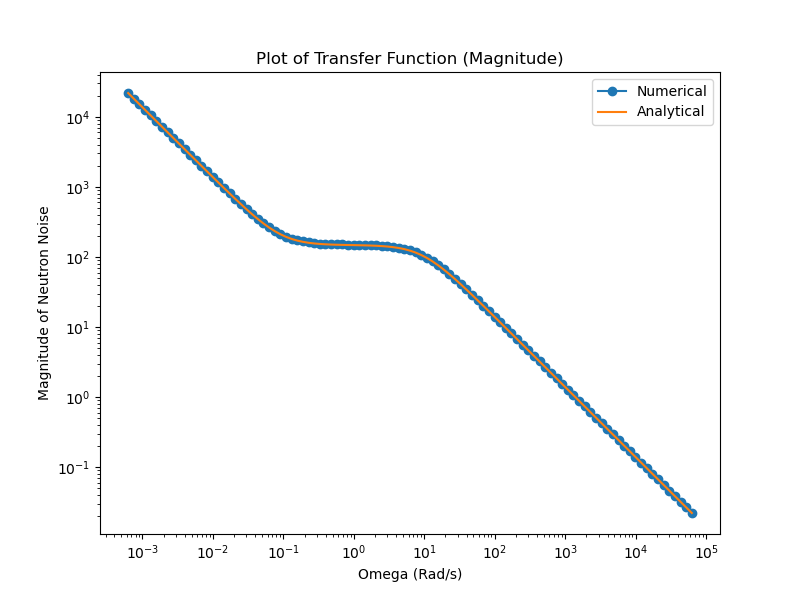 Plot of Transfer Function (Magnitude)
Numerical
Analytical
Magnitude of Neutron Noise
10⁴
10³
10²
10¹
10⁰
10⁻¹
10⁻³ 10⁻² 10⁻¹ 10⁰ 10¹ 10² 10³ 10⁴ 10⁵
Omega (Rad/s)